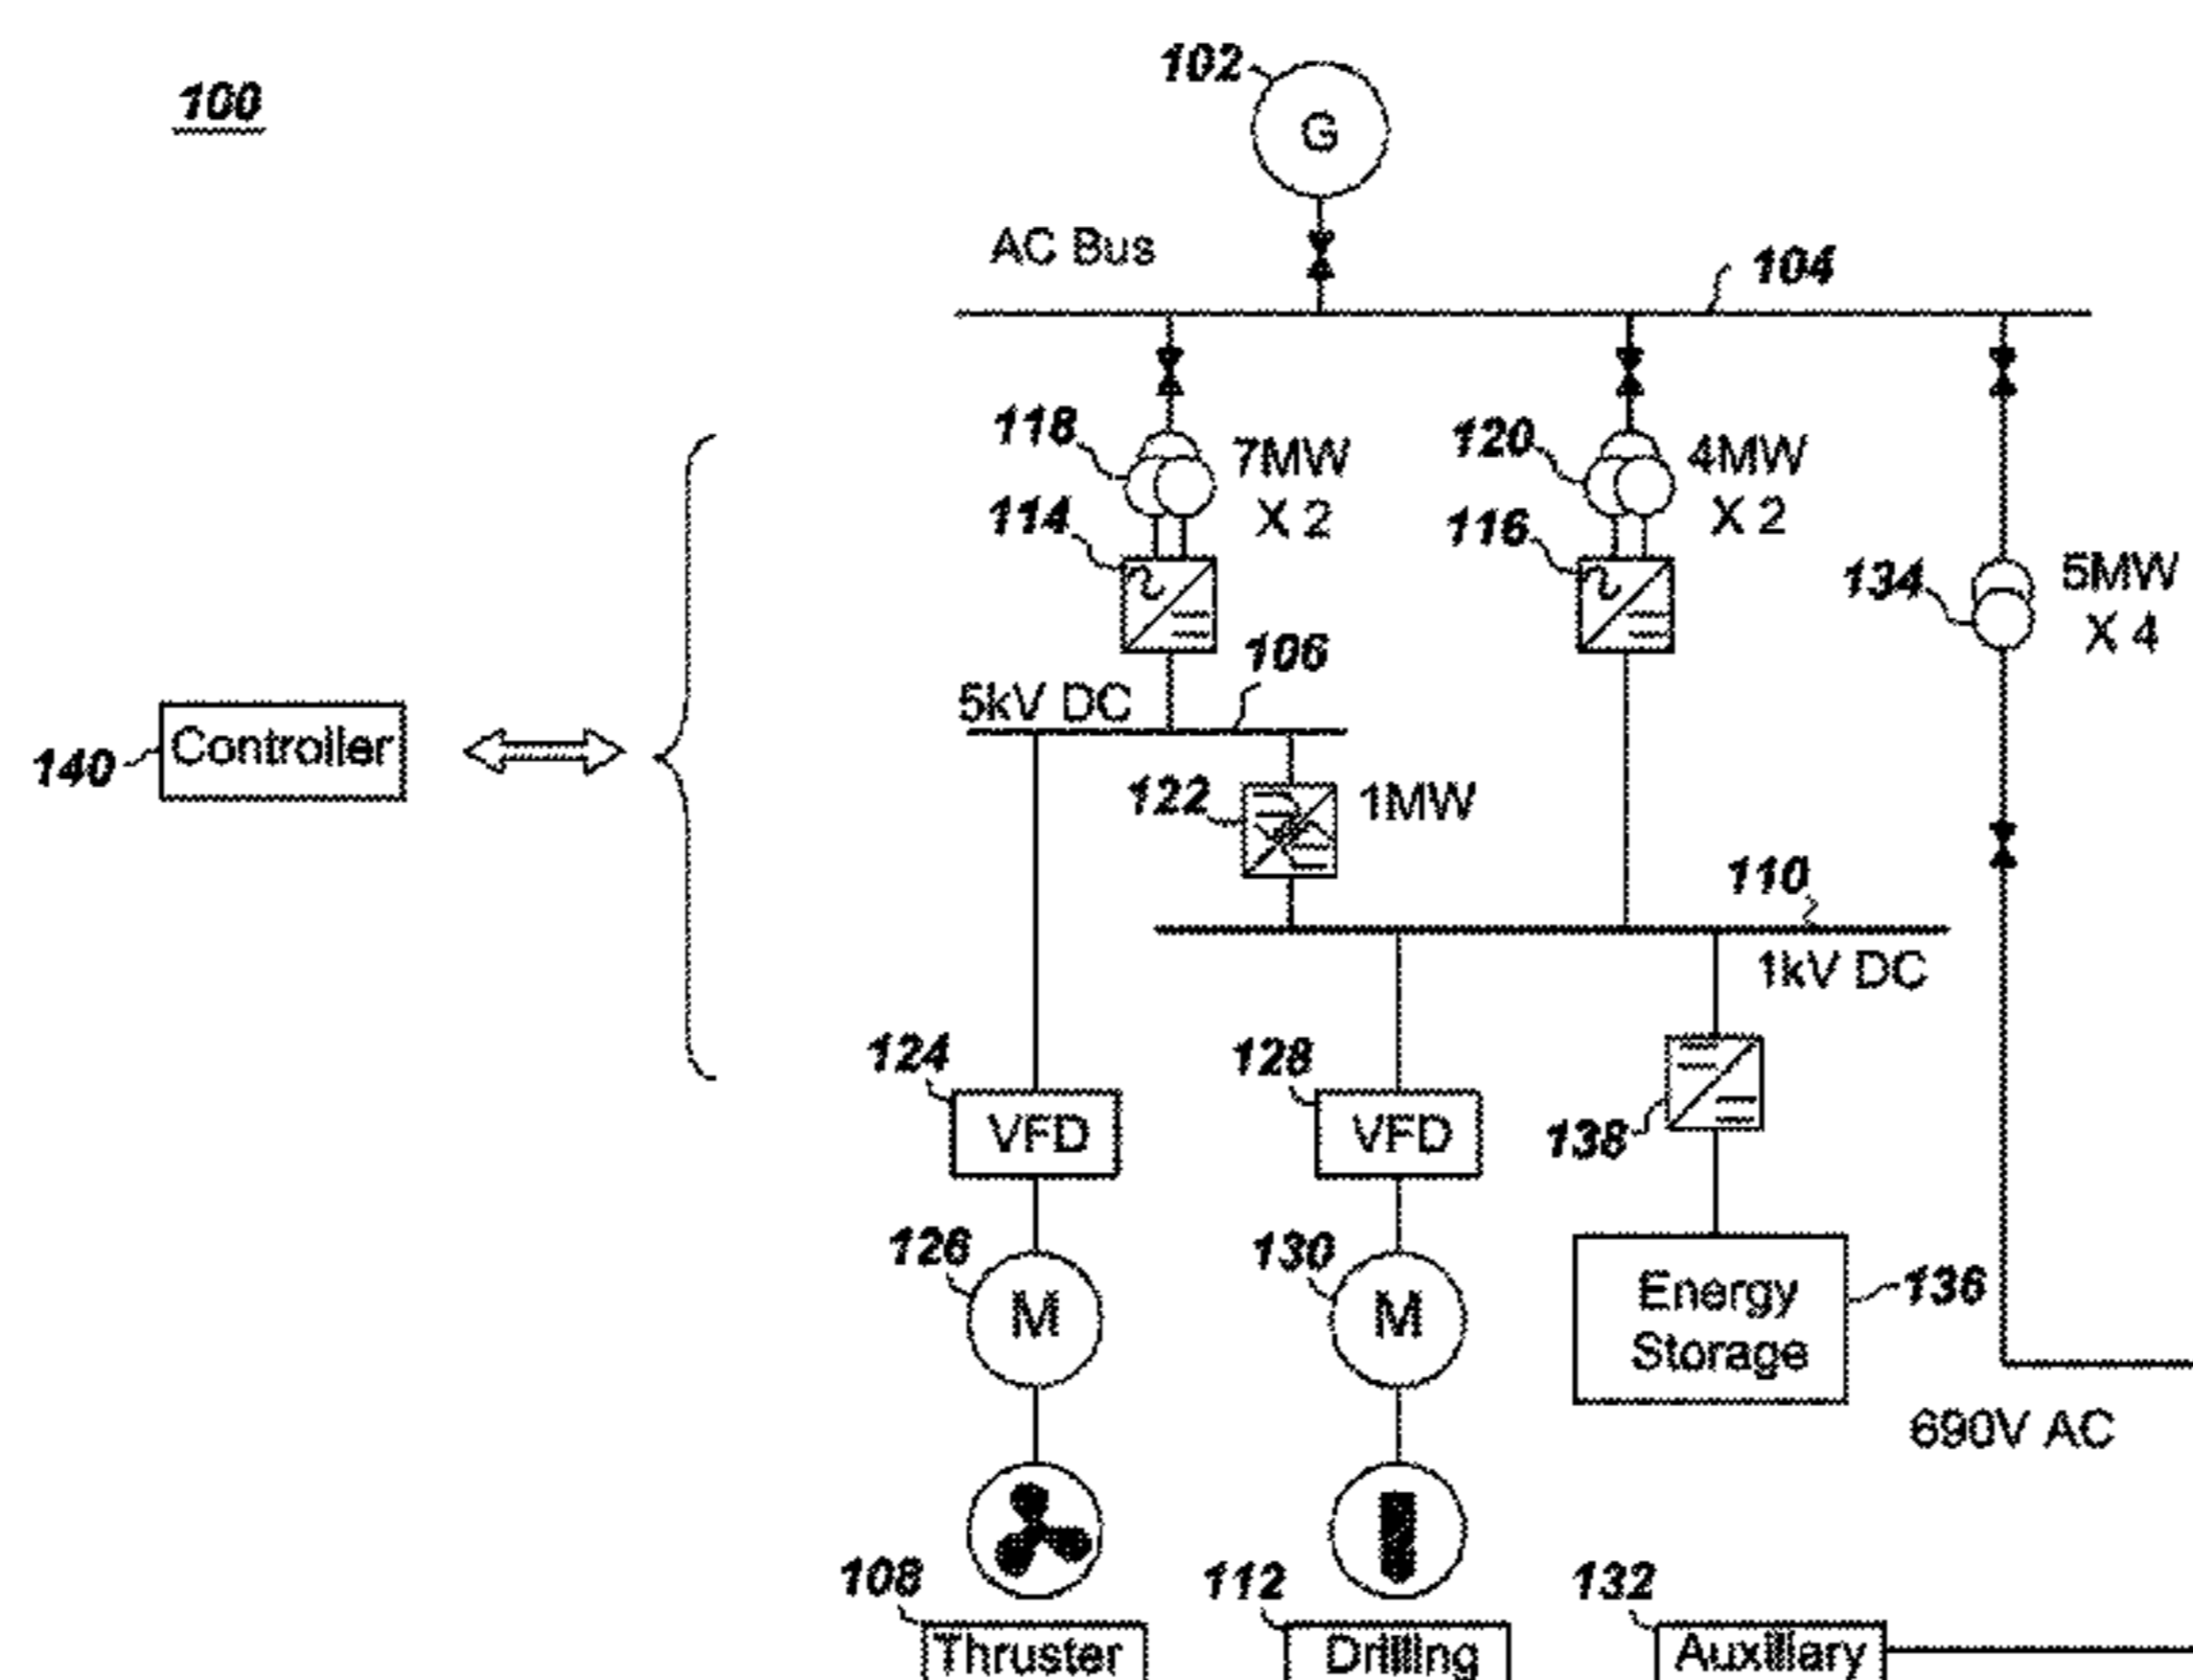 100
102
G
AC Bus
104
118
7MW
X 2
120
4MW
X 2
114
116
134
5MW
X 4
106
5kV DC
140
Controller
122
1MW
110
1kV DC
124
VFD
128
VFD
138
126
M
130
M
Energy
Storage
136
690V AC
108
Thruster
112
Drilling
132
Auxiliary